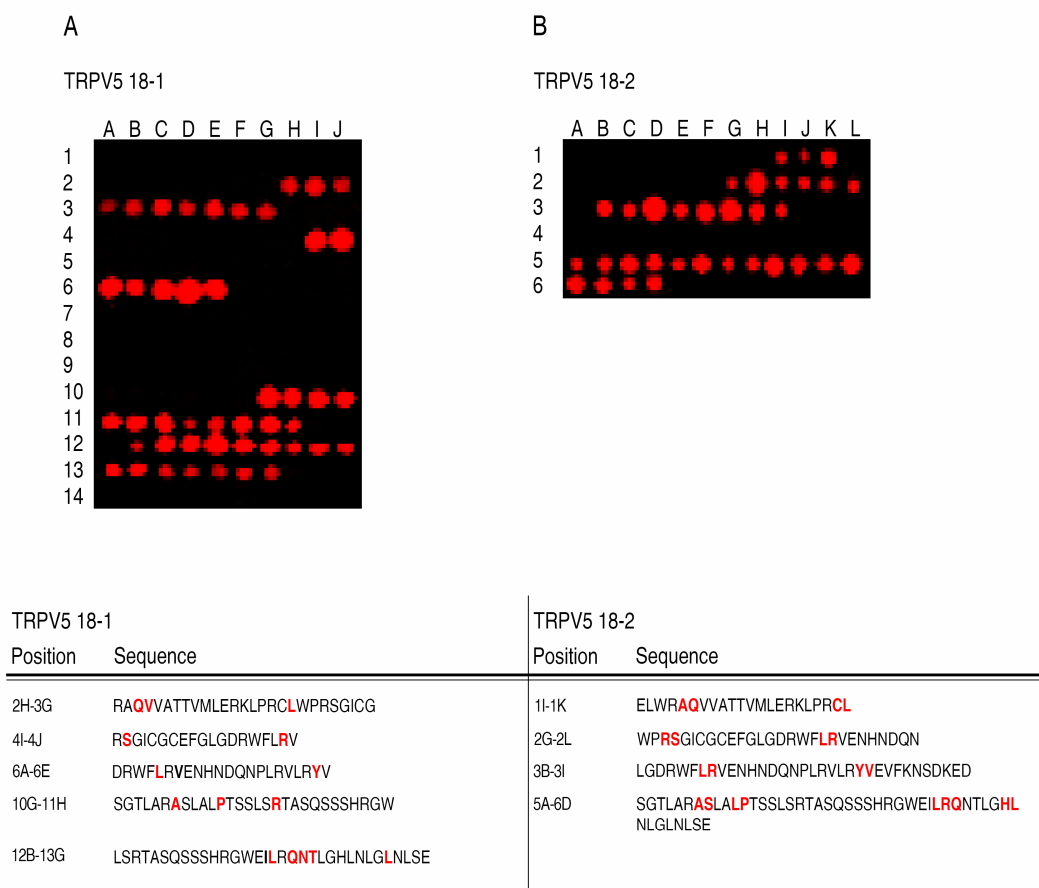 A
TRPV5 18-1
A B C D E F G H I J
1
2
3
4
5
6
7
8
9
10
11
12
13
14
B
TRPV5 18-2
A B C D E F G H I J K L
1
2
3
4
5
6
TRPV5 18-1
Position Sequence
2H-3G RAQVVATTVMLERKLPRCLWPRSGICG
4I-4J RSGICGCEFGLGDRWFLRV
6A-6E DRWFLRVENHNDQNPLRVLRYV
10G-11H SGTLARASLALPTSSLSRTASQSSSHRGW
12B-13G LSRTASQSSSHRGWEILRQNTLGHLNLGLNLSE
TRPV5 18-2
Position Sequence
1I-1K ELWRAQVVATTVMLERKLPRCL
2G-2L WPRSGICGCEFGLGDRWFLRVENHNDQN
3B-3I LGDRWFLRVENHNDQNPLRVLRYVEVFKNSDKED
5A-6D SGTLARASLALPTSSLSRTASQSSSHRGWEILRQNTLGHL
NLGLNLSE